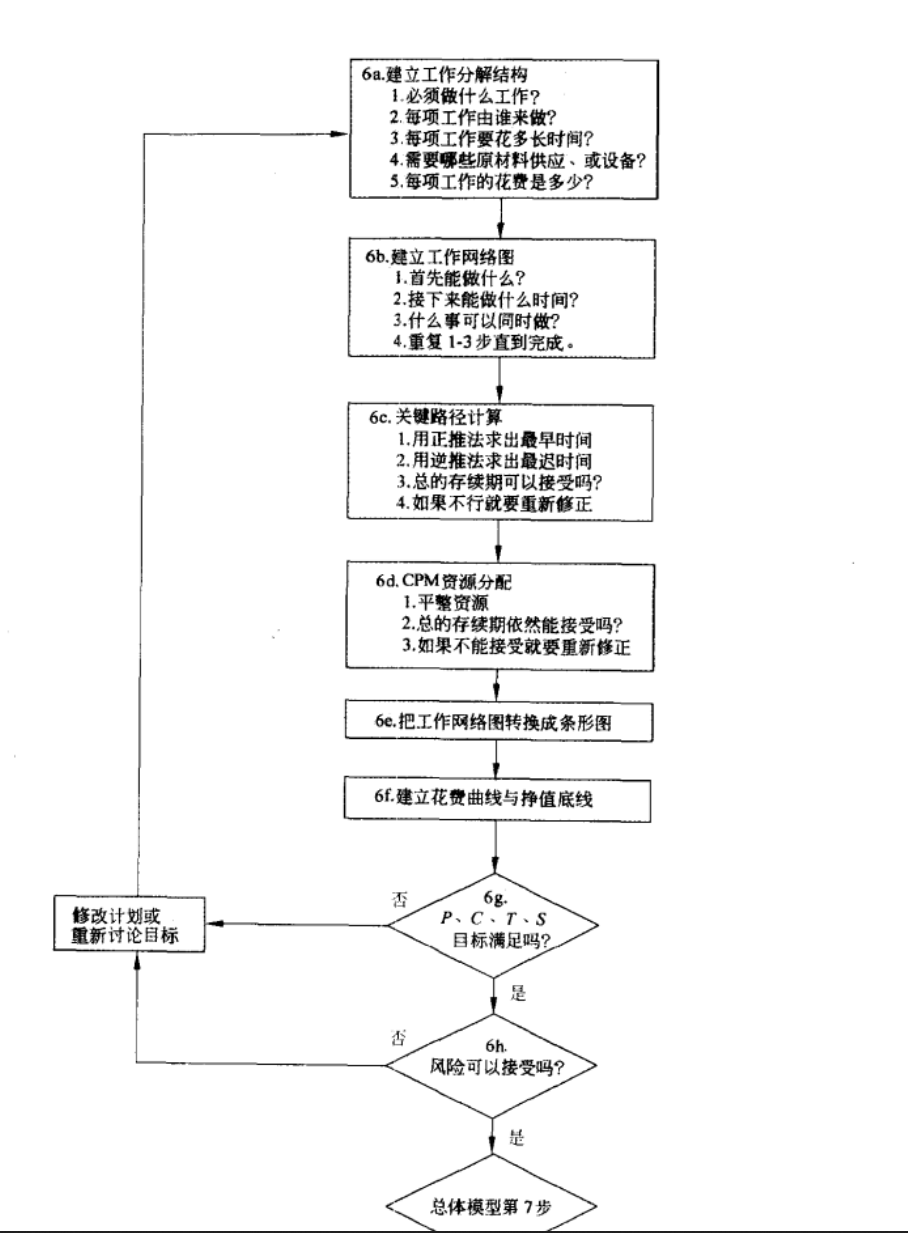 6a.建立工作分解结构
1.必须做什么工作?
2.每项工作由谁来做?
3.每项工作要花多长时间?
4.需要哪些原材料供应、或设备?
5.每项工作的花费是多少?
6b.建立工作网络图
1.首先能做什么?
2.接下来能做什么时间?
3.什么事可以同时做?
4.重复1-3步直到完成。
6c.关键路径计算
1.用正推法求出最早时间
2.用逆推法求出最迟时间
3.总的存续期可以接受吗?
4.如果不行就要重新修正
6d.CPM资源分配
1.平整资源
2.总的存续期依然能接受吗?
3.如果不能接受就要重新修正
6e.把工作网络图转换成条形图
6f.建立花费曲线与挣值底线
6g.
P、C、T、S
目标满足吗?
否
修改计划或
重新讨论目标
是
6h.
风险可以接受吗?
否
是
总体模型第7步